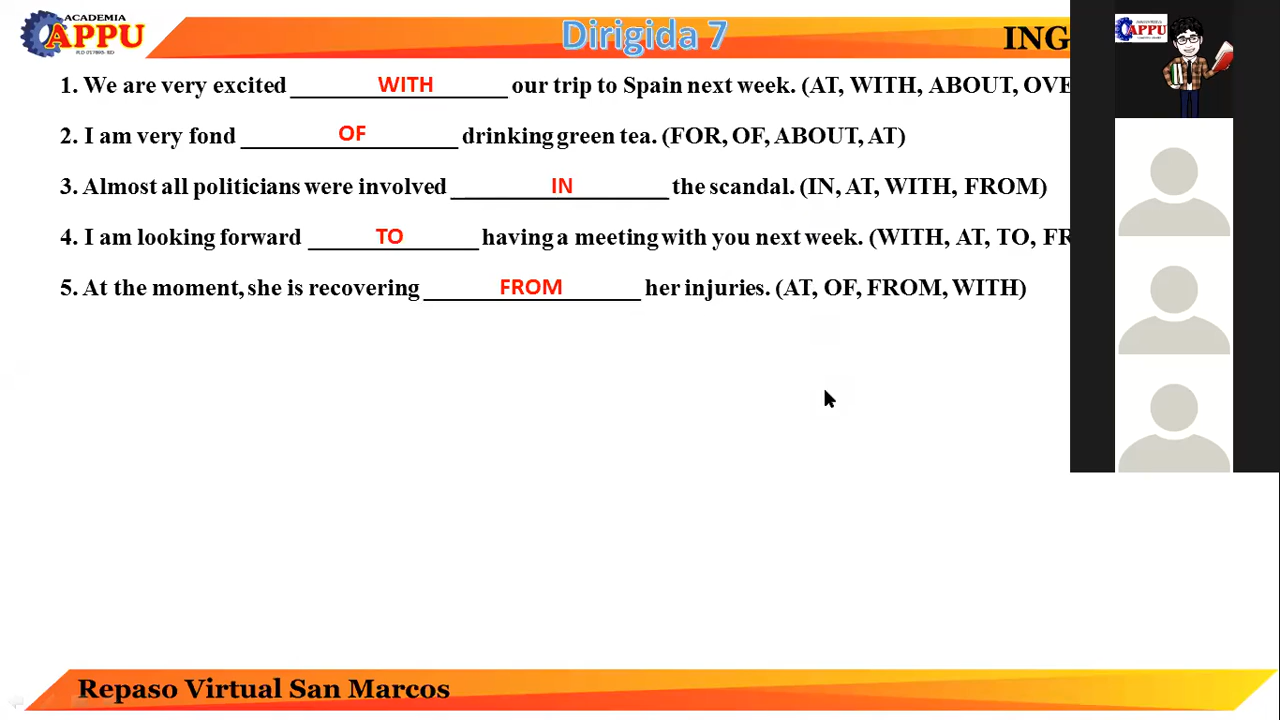 ACADEMIA
APPU
Dirigida 7
ING
APPU
1. We are very excited WITH our trip to Spain next week. (AT, WITH, ABOUT, OVE
2. I am very fond OF drinking green tea. (FOR, OF, ABOUT, AT)
3. Almost all politicians were involved IN the scandal. (IN, AT, WITH, FROM)
4. I am looking forward TO having a meeting with you next week. (WITH, AT, TO, FR
5. At the moment, she is recovering FROM her injuries. (AT, OF, FROM, WITH)
Repaso Virtual San Marcos